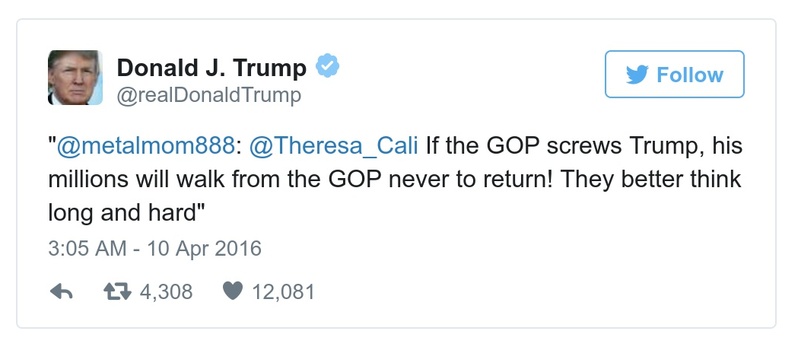 Donald J. Trump
@realDonaldTrump
Follow
"@metalmom888: @Theresa_Cali If the GOP screws Trump, his
millions will walk from the GOP never to return! They better think
long and hard"
3:05 AM - 10 Apr 2016
4,308 12,081